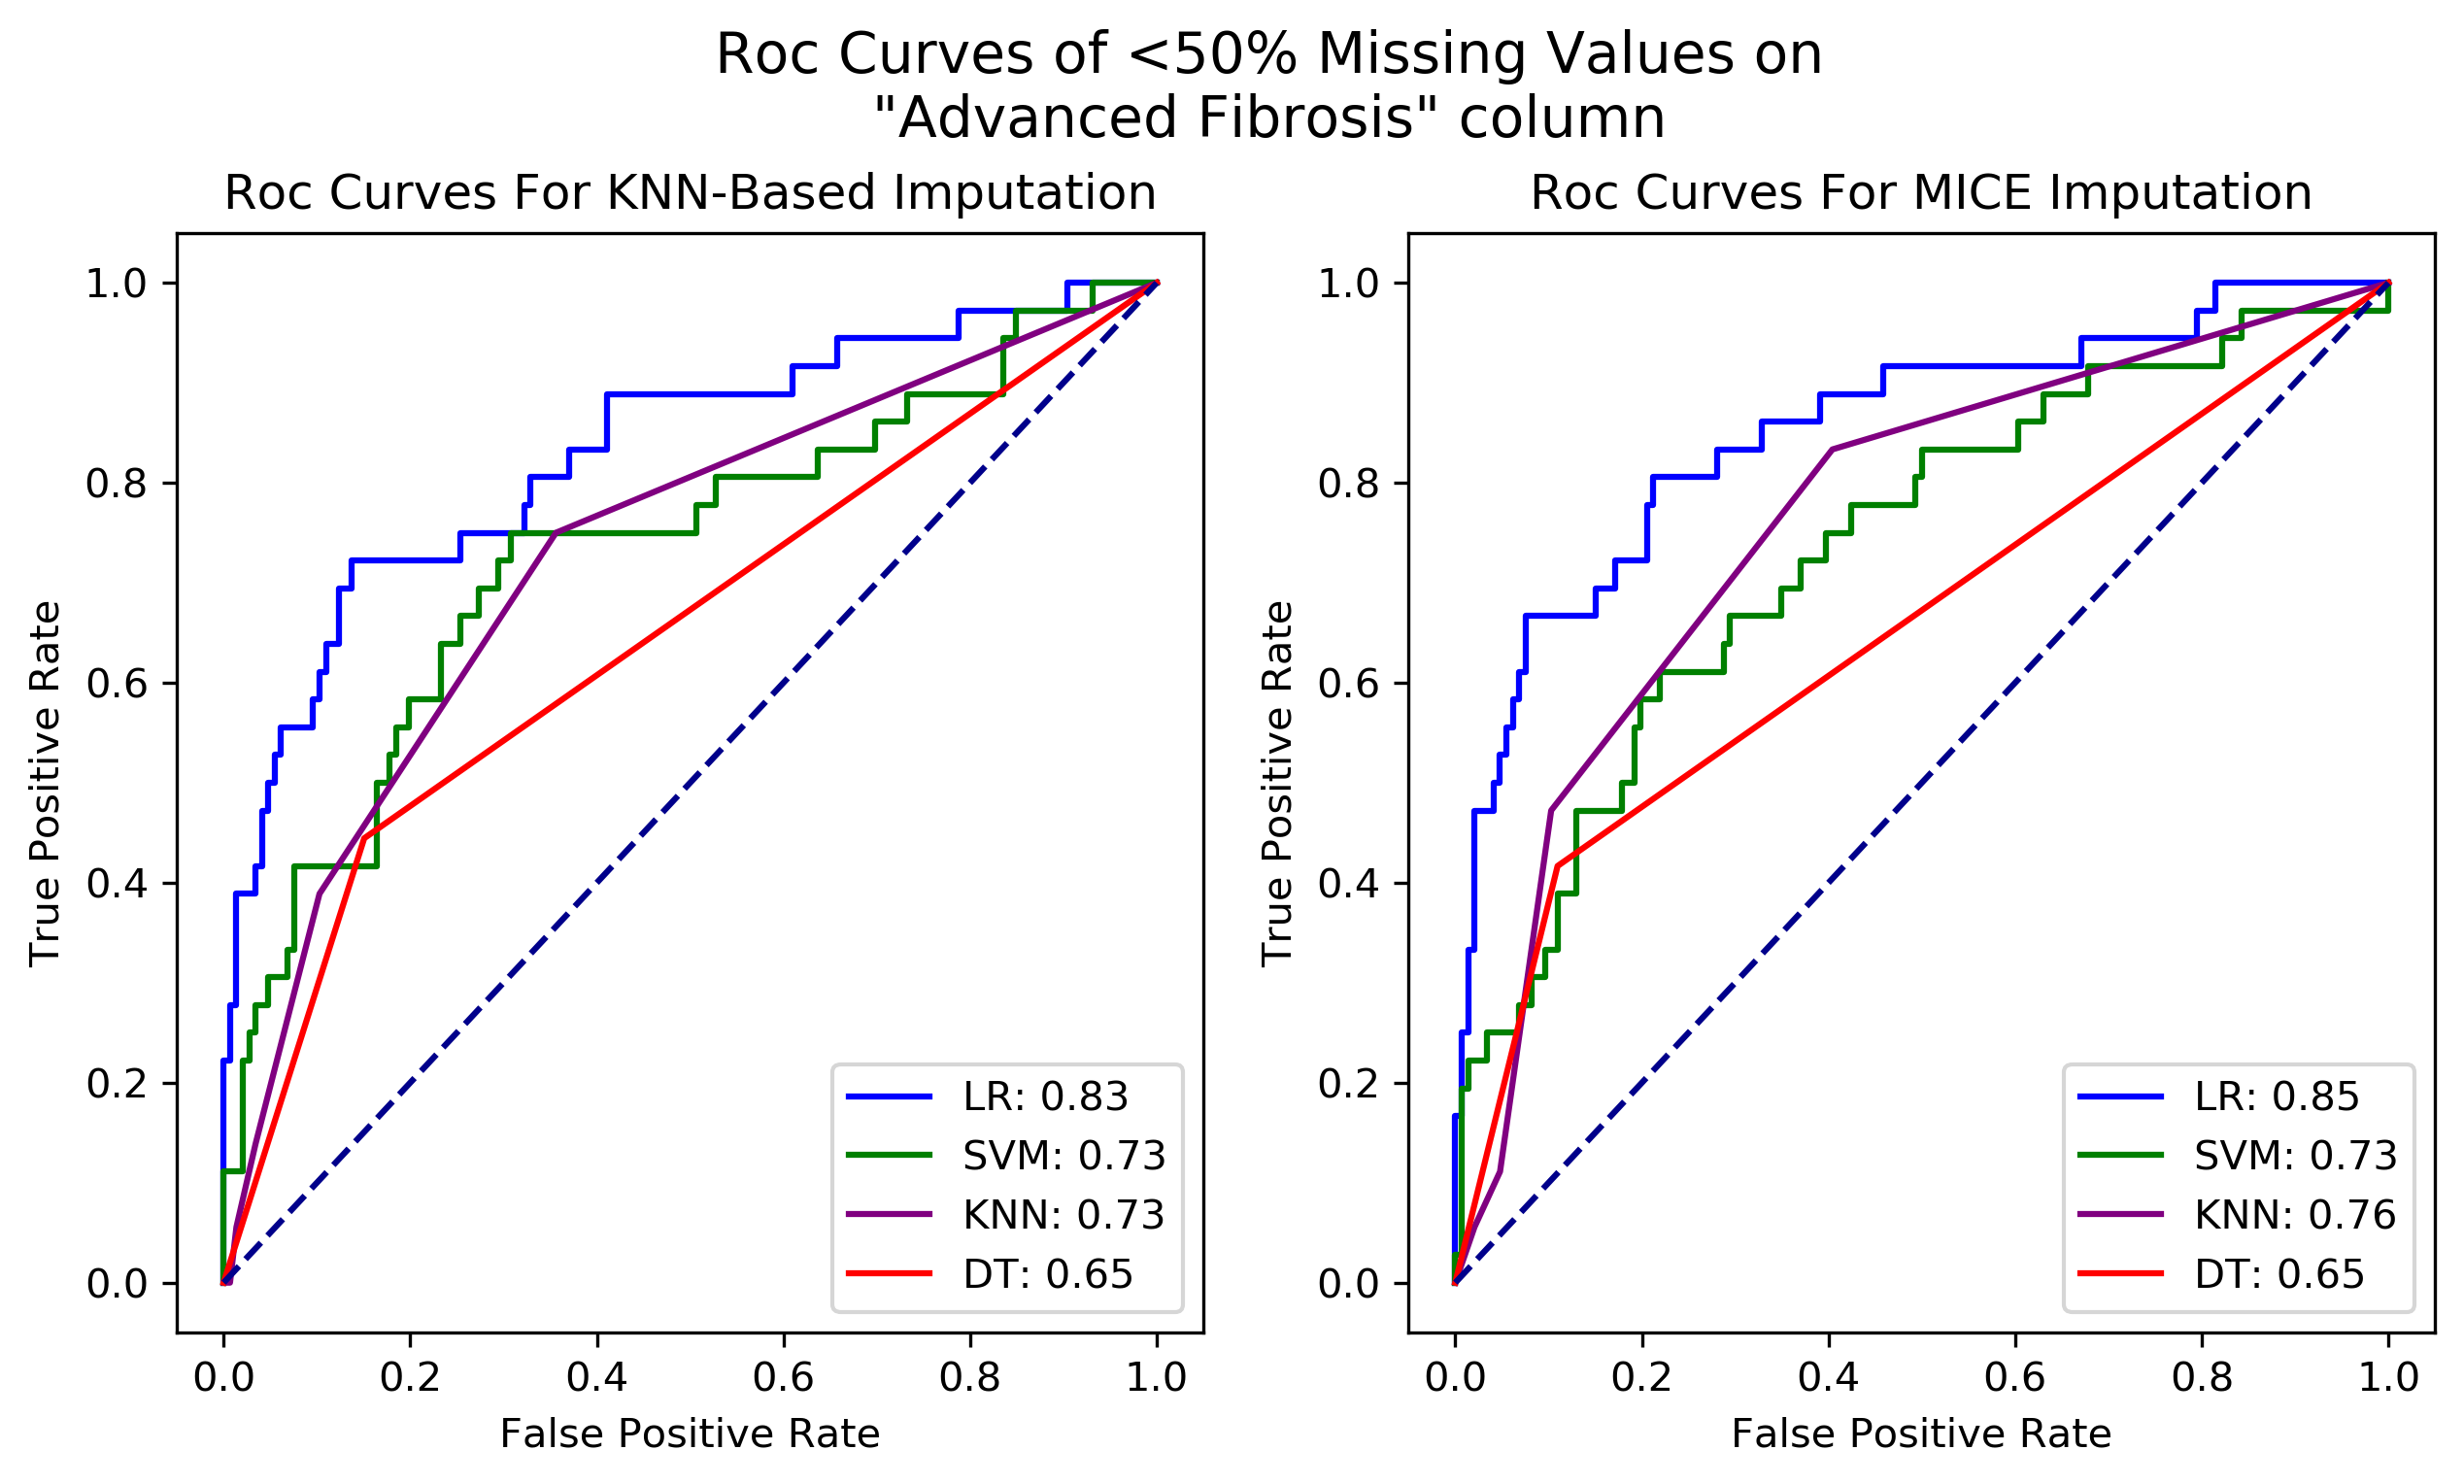 Roc Curves of <50% Missing Values on
"Advanced Fibrosis" column
Roc Curves For KNN-Based Imputation
True Positive Rate
1.0
0.8
0.6
0.4
0.2
0.0
LR: 0.83
SVM: 0.73
KNN: 0.73
DT: 0.65
0.0 0.2 0.4 0.6 0.8 1.0
False Positive Rate
Roc Curves For MICE Imputation
True Positive Rate
1.0
0.8
0.6
0.4
0.2
0.0
LR: 0.85
SVM: 0.73
KNN: 0.76
DT: 0.65
0.0 0.2 0.4 0.6 0.8 1.0
False Positive Rate